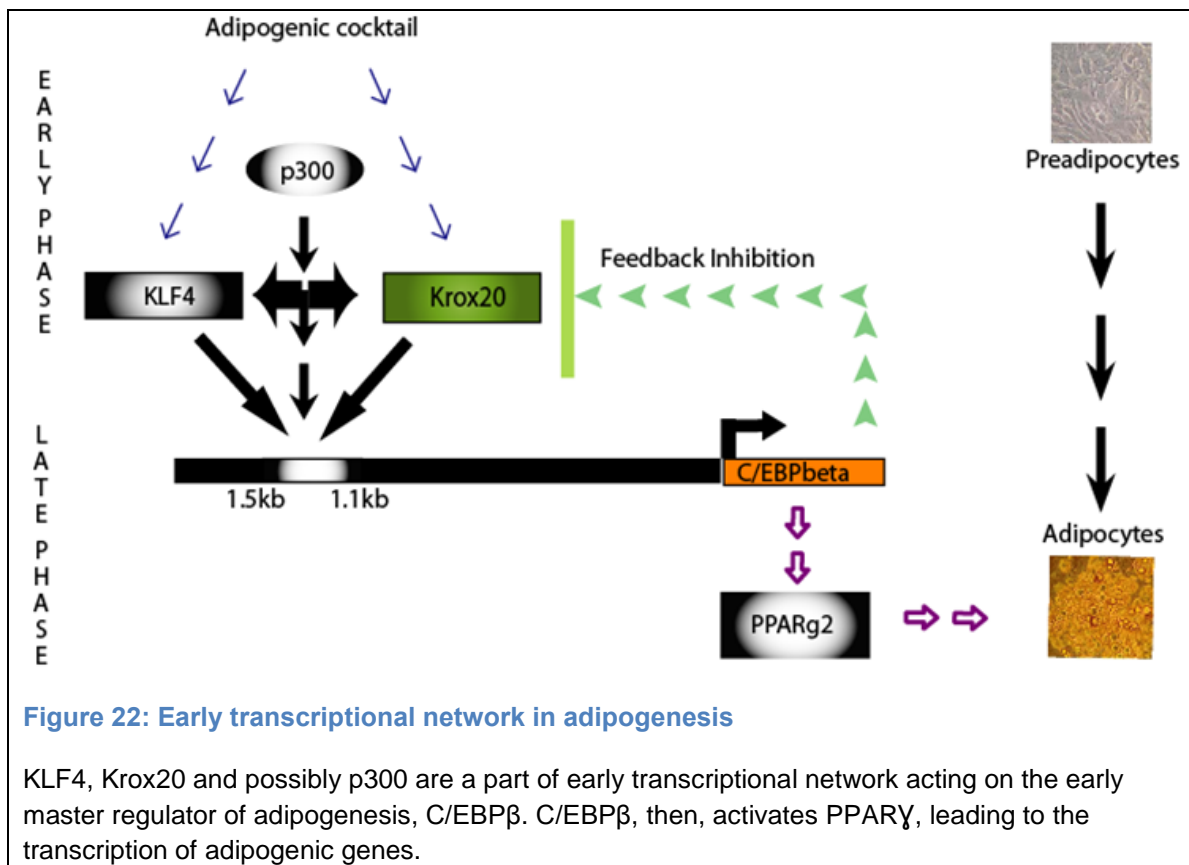 Adipogenic cocktail
EARLY PHASE
p300
Preadipocytes
KLF4
Krox20
Feedback Inhibition
LATE PHASE
C/EBPbeta
1.5kb 1.1kb
Adipocytes
PPARg2
Figure 22: Early transcriptional network in adipogenesis
KLF4, Krox20 and possibly p300 are a part of early transcriptional network acting on the early
master regulator of adipogenesis, C/EBPβ. C/EBPβ, then, activates PPARƔ, leading to the
transcription of adipogenic genes.